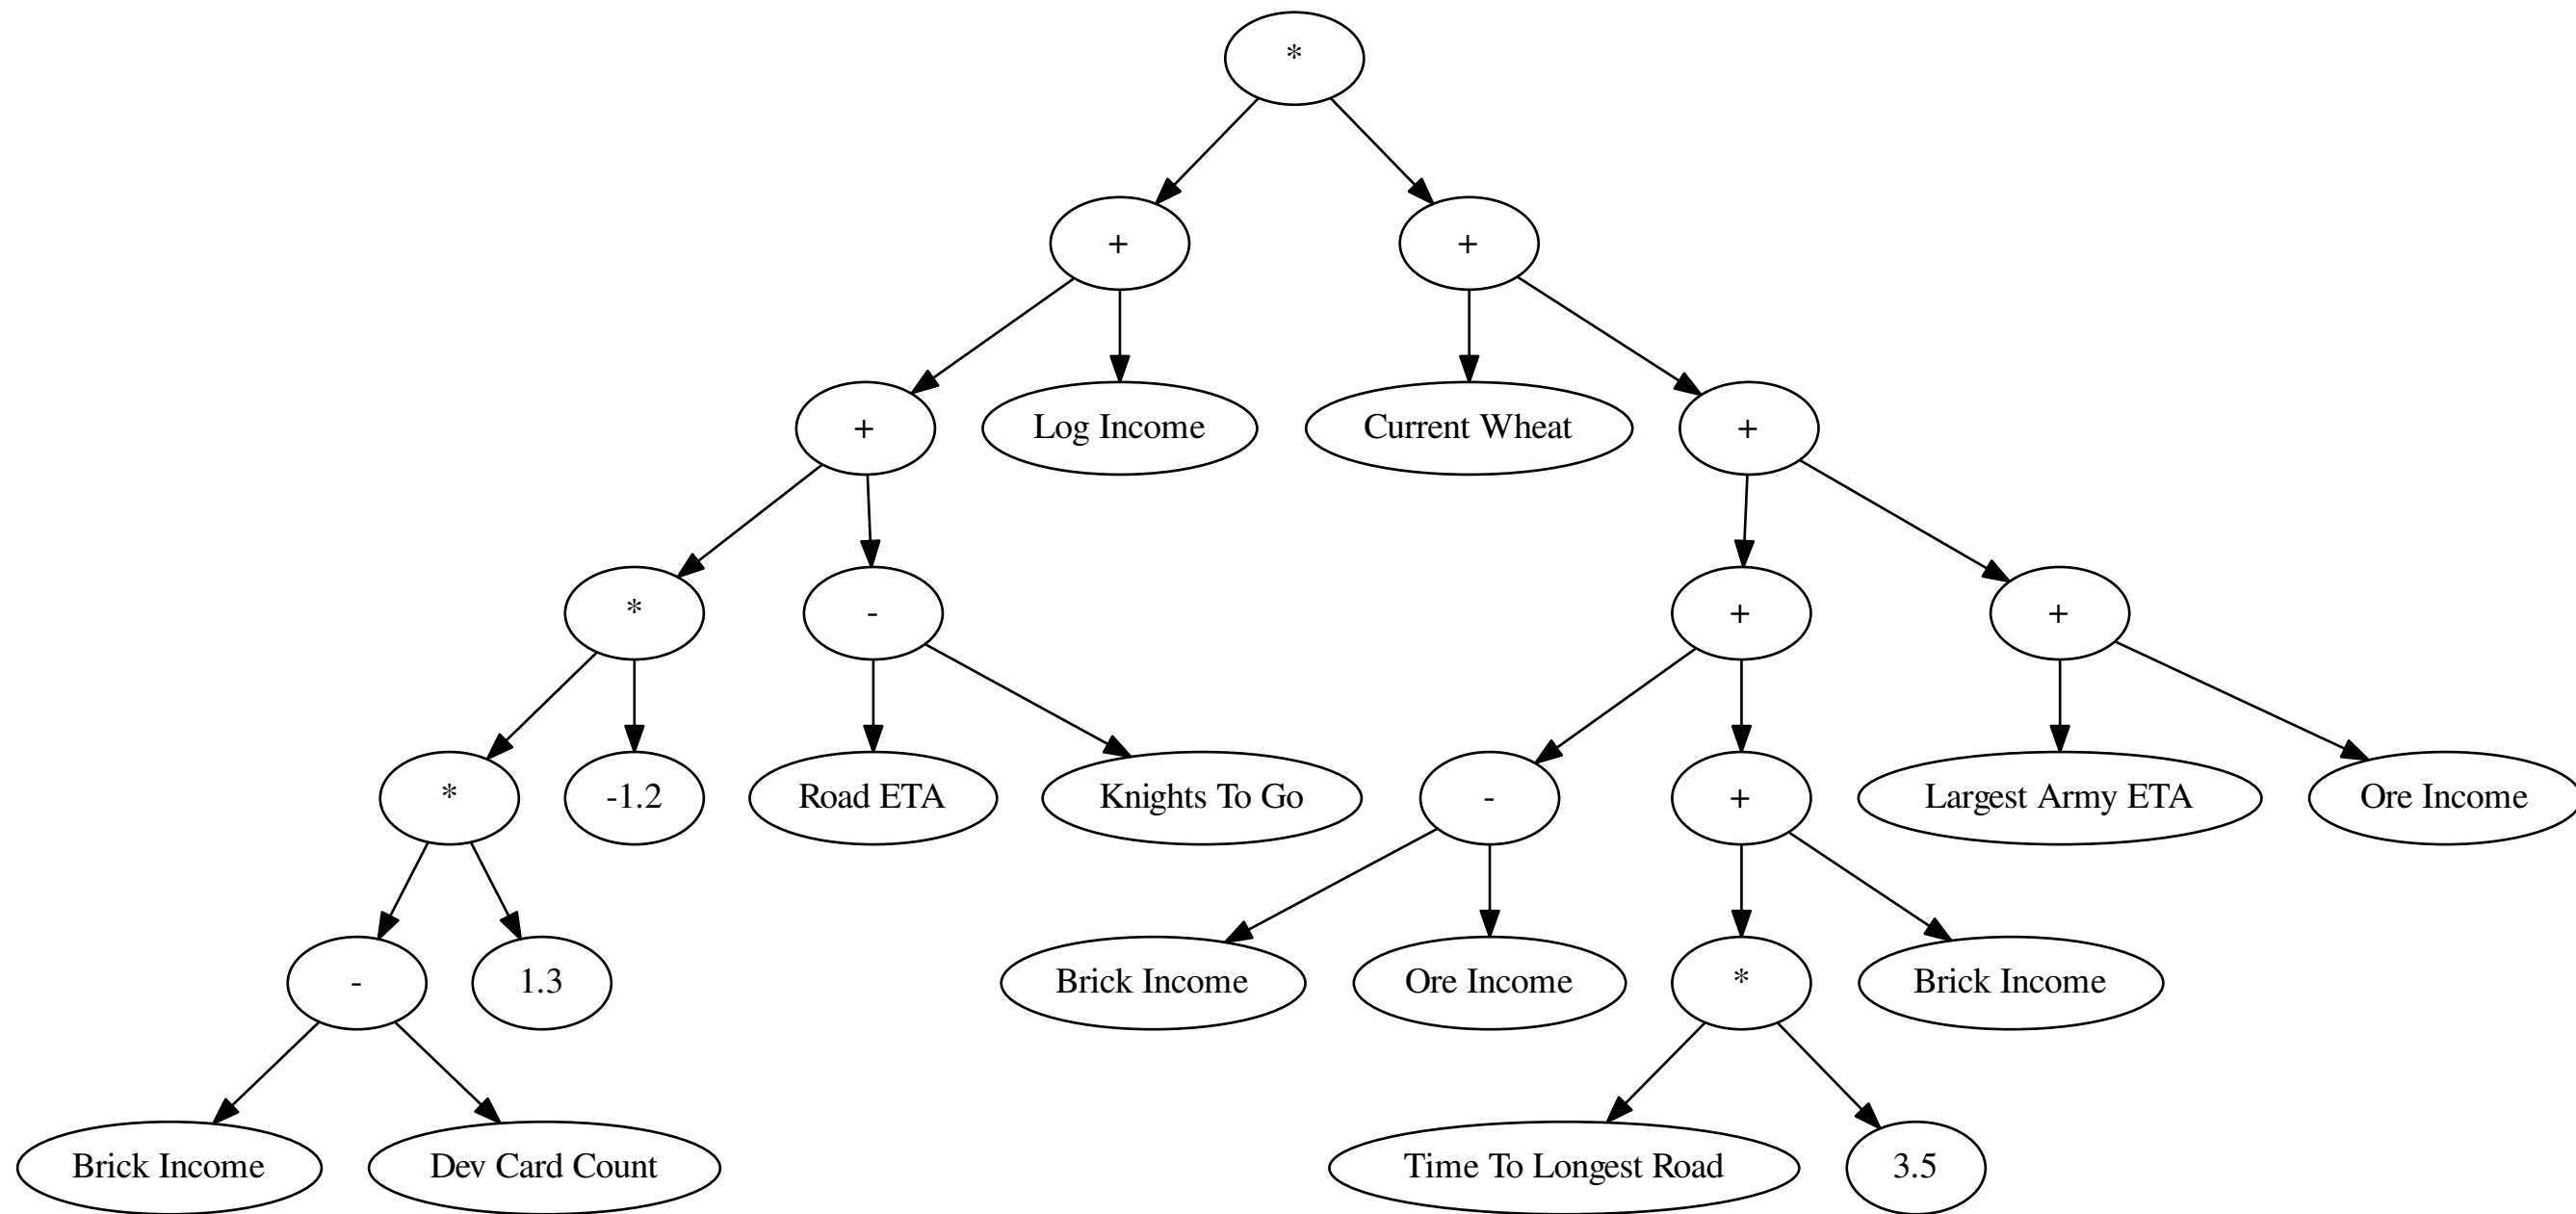 *
+ +
+ Log Income Current Wheat +
* - + +
* -1.2 Road ETA Knights To Go - + Largest Army ETA Ore Income
- 1.3 Brick Income Ore Income * Brick Income
Brick Income Dev Card Count Time To Longest Road 3.5